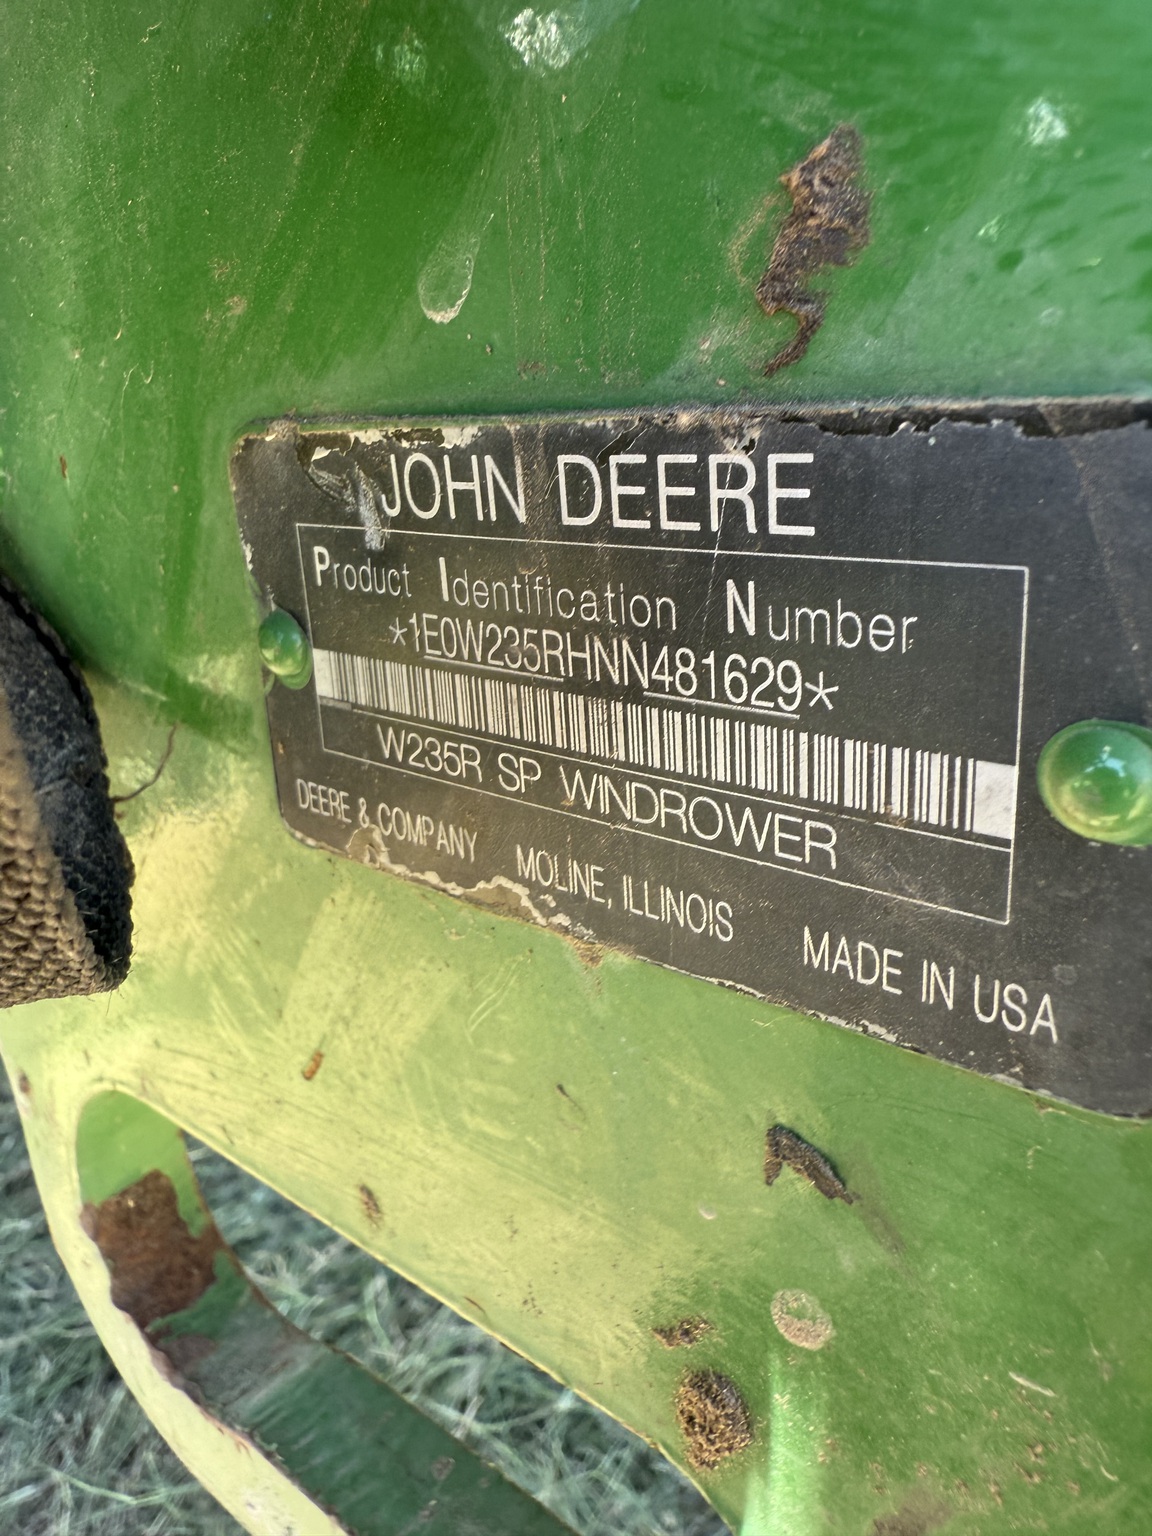 JOHN DEERE
Product Identification Number
*1E0W235RHNN481629*
W235R SP WINDROWER
DEERE & COMPANY MOLINE, ILLINOIS MADE IN USA